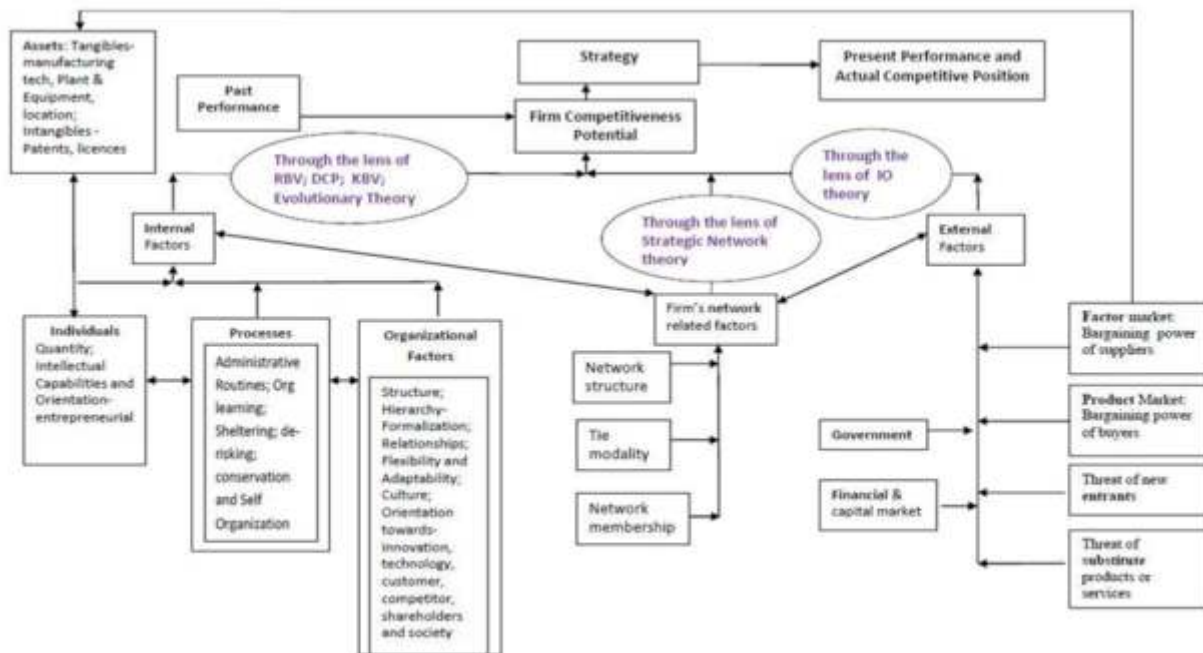 Assets: Tangibles-
manufacturing
tech, Plant &
Equipment,
location;
Intangibles -
Patents, licences
Past
Performance
Strategy
Firm Competitiveness
Potential
Present Performance and
Actual Competitive Position
Through the lens of
RBV; DCP; KBV;
Evolutionary Theory
Through the
lens of IO
theory
Through the lens of
Strategic Network
theory
Internal
Factors
External
Factors
Firm's network
related factors
Individuals
Quantity;
Intellectual
Capabilities and
Orientation-
entrepreneurial
Processes
Administrative
Routines; Org
learning;
Sheltering; de-
risking;
conservation
and Self
Organization
Organizational
Factors
Structure;
Hierarchy-
Formalization;
Relationships;
Flexibility and
Adaptability;
Culture;
Orientation
towards-
innovation,
technology,
customer,
competitor,
shareholders
and society
Network
structure
Tie
modality
Network
membership
Government
Financial &
capital market
Factor market:
Bargaining power
of suppliers
Product Market:
Bargaining power
of buyers
Threat of new
entrants
Threat of
substitute
products or
services